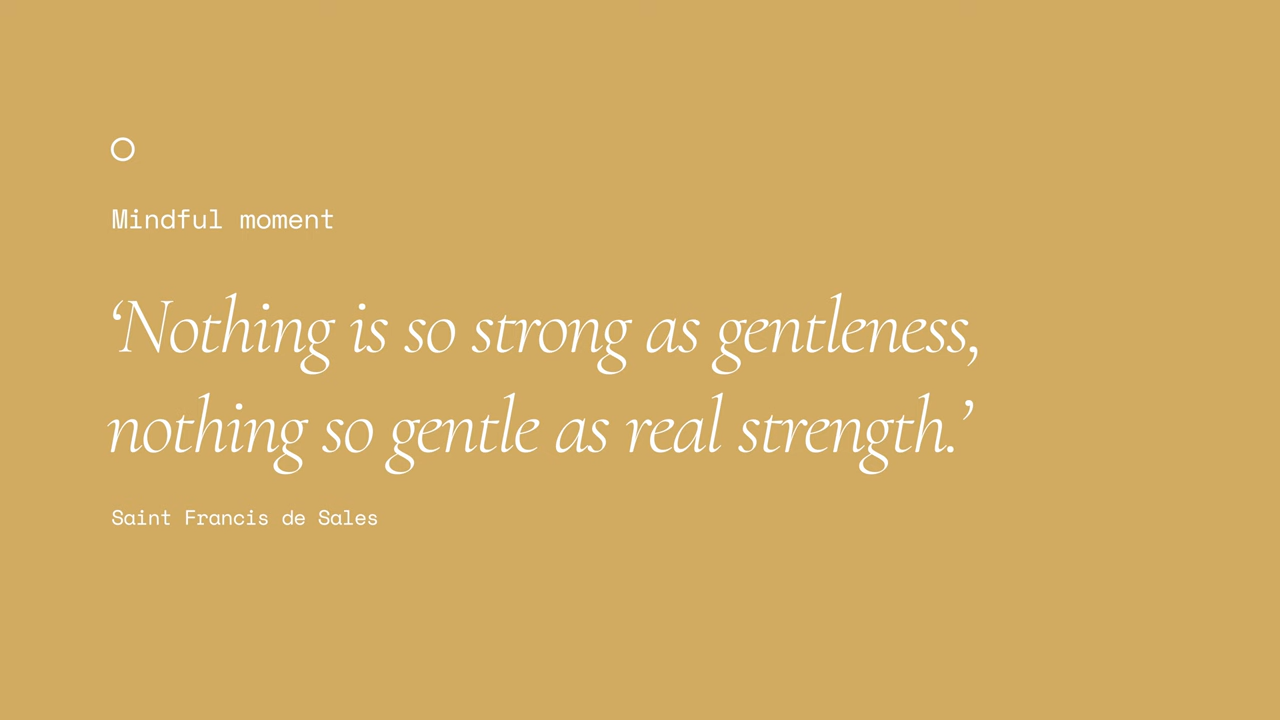 Mindful moment
‘Nothing is so strong as gentleness,
nothing so gentle as real strength.’
Saint Francis de Sales